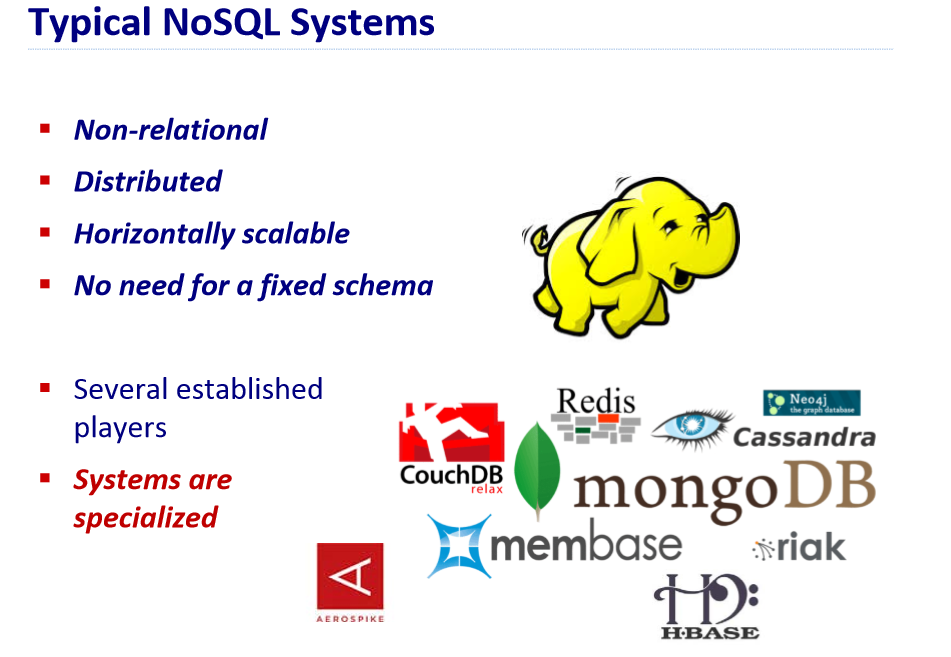 Typical NoSQL Systems
Non-relational
Distributed
Horizontally scalable
No need for a fixed schema
Several established
players
Systems are
specialized
CouchDB
relax
Redis
Neo4j
the graph database
Cassandra
mongoDB
membase
riak
AEROSPIKE
H·BASE